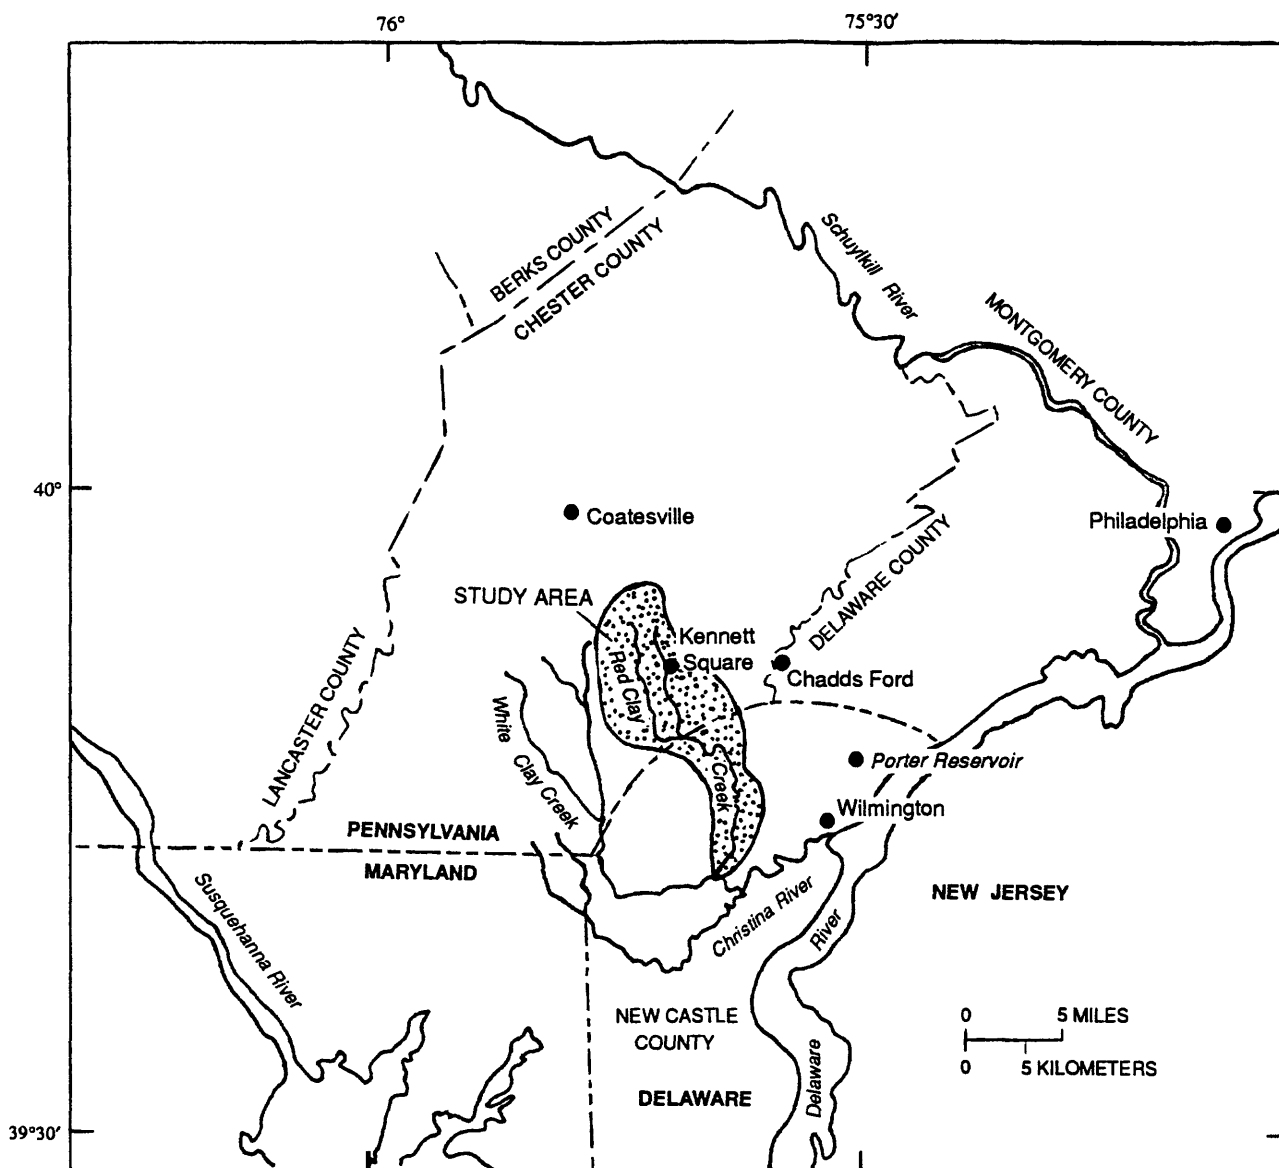 76°
75°30′
Schuylkill River
BERKS COUNTY
CHESTER COUNTY
MONTGOMERY COUNTY
40°
Coatesville
Philadelphia
STUDY AREA
DELAWARE COUNTY
Kennett
Square
Chadds Ford
Red Clay
Creek
LANCASTER COUNTY
White Clay Creek
Porter Reservoir
Wilmington
PENNSYLVANIA
MARYLAND
Susquehanna River
Christina River
NEW JERSEY
Delaware River
NEW CASTLE
COUNTY
DELAWARE
0 5 MILES
0 5 KILOMETERS
39°30′